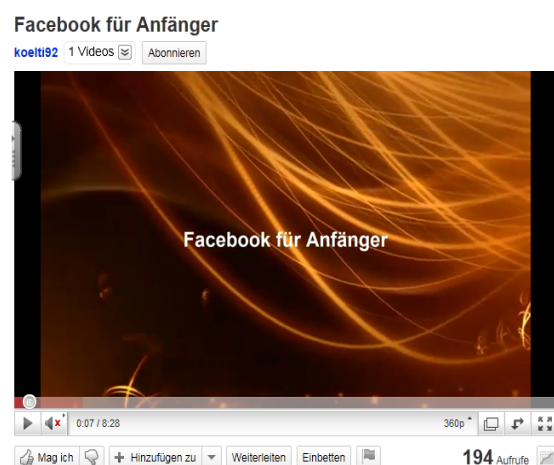 Facebook für Anfänger
koelti92 1 Videos Abonnieren
Facebook für Anfänger
0:07 / 8:28 360p
Mag ich Hinzufügen zu Weiterleiten Einbetten 194 Aufrufe